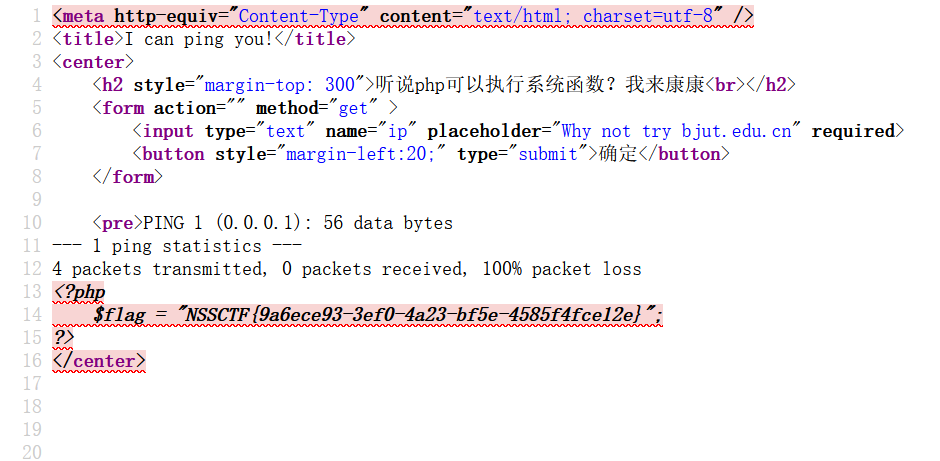 1 <meta http-equiv="Content-Type" content="text/html; charset=utf-8" />
2 <title>I can ping you!</title>
3 <center>
4     <h2 style="margin-top: 300">听说php可以执行系统函数？我来康康<br></h2>
5     <form action="" method="get" >
6         <input type="text" name="ip" placeholder="Why not try bjut.edu.cn" required>
7         <button style="margin-left:20;" type="submit">确定</button>
8     </form>
9
10     <pre>PING 1 (0.0.0.1): 56 data bytes
11 --- 1 ping statistics ---
12 4 packets transmitted, 0 packets received, 100% packet loss
13 <?php
14     $flag = "NSSCTF{9a6ece93-3ef0-4a23-bf5e-4585f4fce12e}";
15 ?>
16 </center>
17
18
19
20